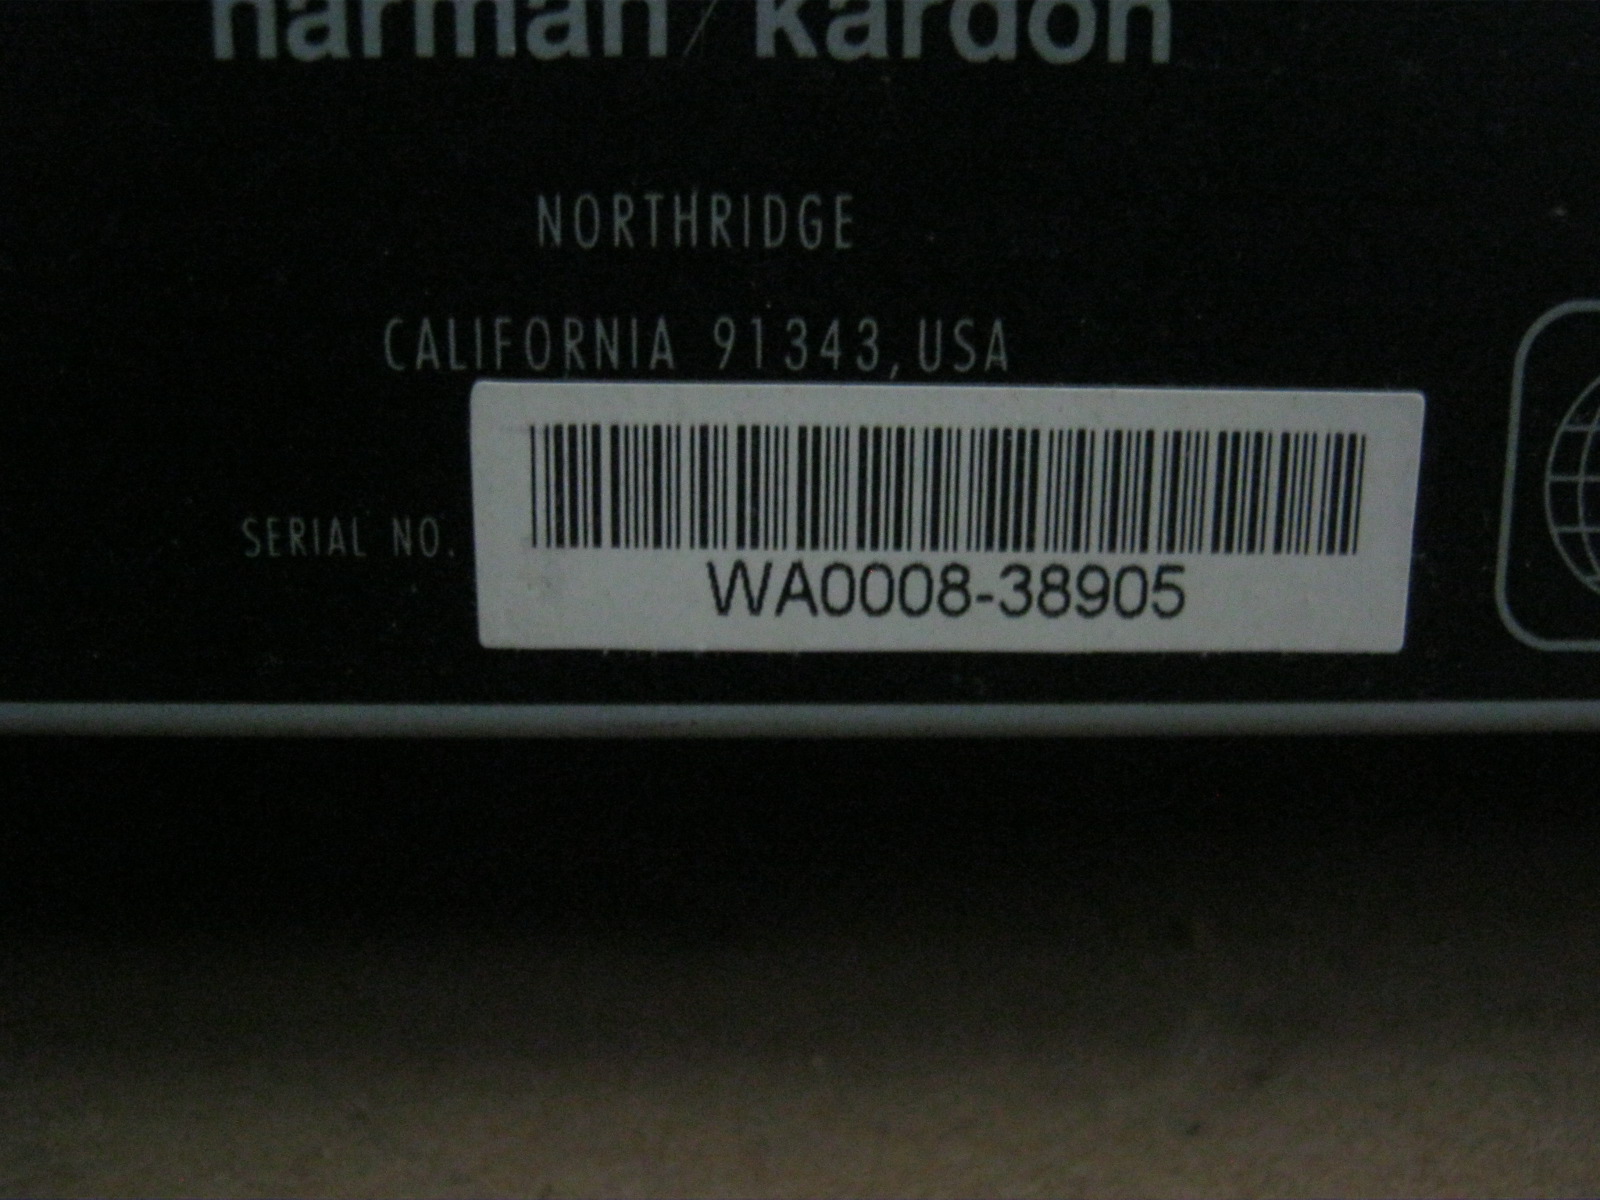 harman/kardon
NORTHRIDGE
CALIFORNIA 91343, USA
SERIAL NO.
WA0008-38905